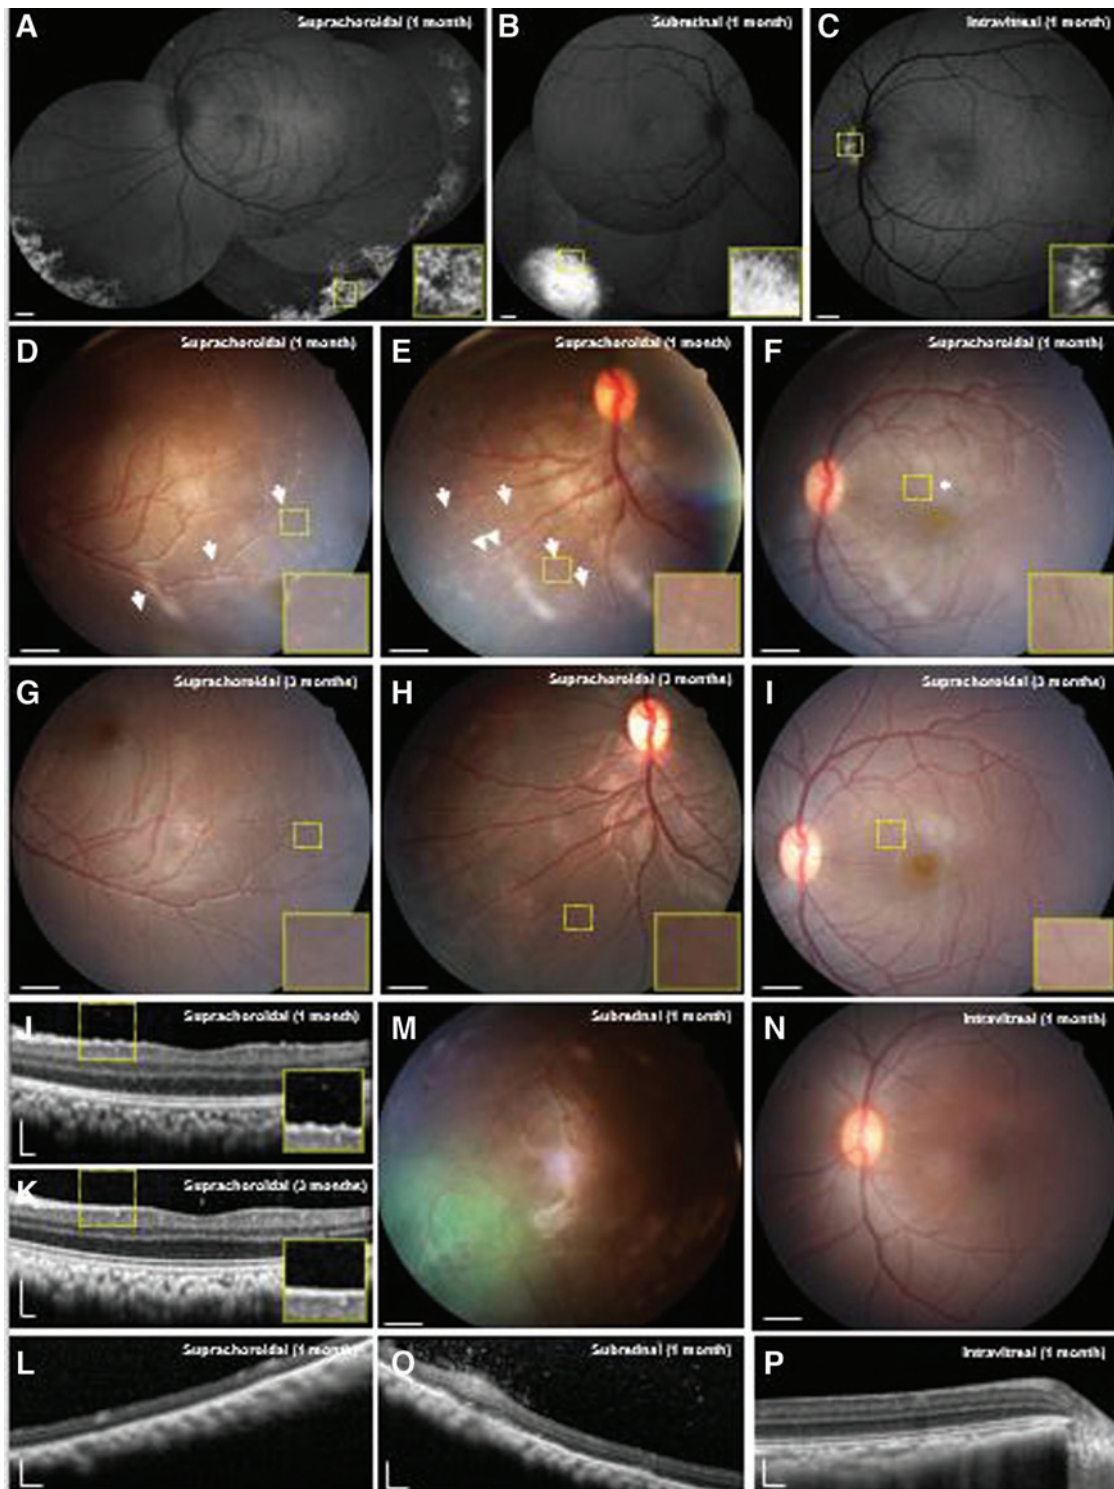 A Suprachoroidal (1 month)
B Subretinal (1 month)
C Intravitreal (1 month)
D Suprachoroidal (1 month)
E Suprachoroidal (1 month)
F Suprachoroidal (1 month)
G Suprachoroidal (3 months)
H Suprachoroidal (3 months)
I Suprachoroidal (3 months)
J Suprachoroidal (1 month)
M Subretinal (1 month)
N Intravitreal (1 month)
K Suprachoroidal (3 months)
L Suprachoroidal (1 month)
O Subretinal (1 month)
P Intravitreal (1 month)